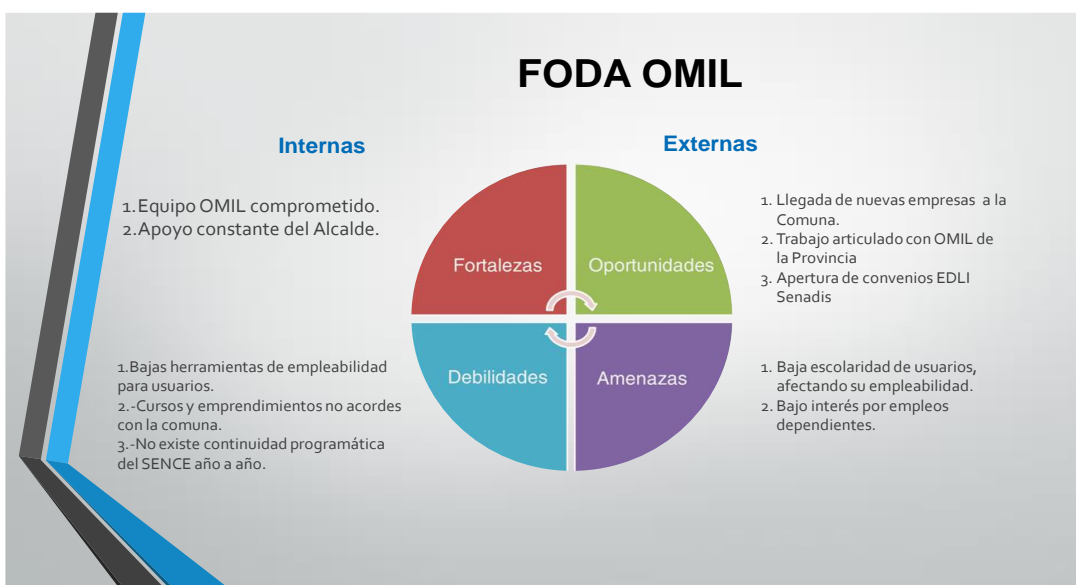 FODA OMIL
Internas
Externas
1.Equipo OMIL comprometido.
2.Apoyo constante del Alcalde.
Fortalezas
Oportunidades
1. Llegada de nuevas empresas a la
Comuna.
2. Trabajo articulado con OMIL de
la Provincia
3. Apertura de convenios EDLI
Senadis
1.Bajas herramientas de empleabilidad
para usuarios.
2.-Cursos y emprendimientos no acordes
con la comuna.
3.-No existe continuidad programática
del SENCE año a año.
Debilidades
Amenazas
1. Baja escolaridad de usuarios,
afectando su empleabilidad.
2. Bajo interés por empleos
dependientes.